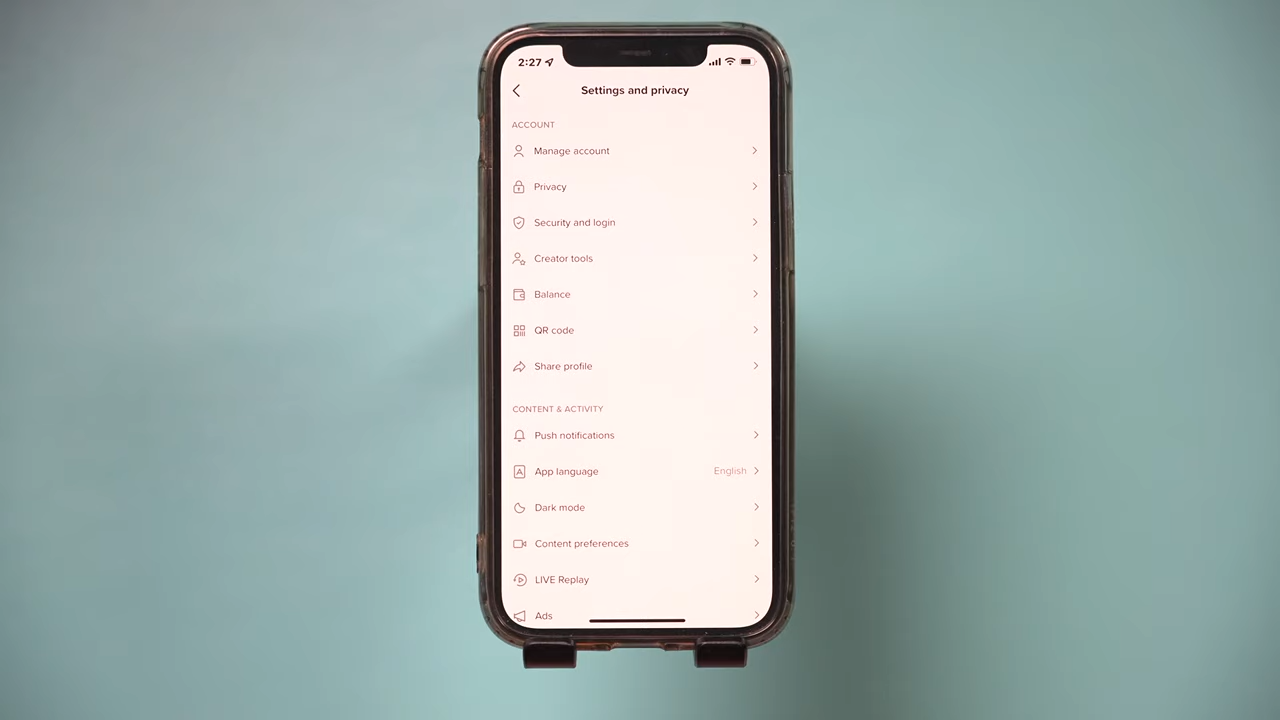 2:27
Settings and privacy
ACCOUNT
Manage account
Privacy
Security and login
Creator tools
Balance
QR code
Share profile
CONTENT & ACTIVITY
Push notifications
App language English
Dark mode
Content preferences
LIVE Replay
Ads